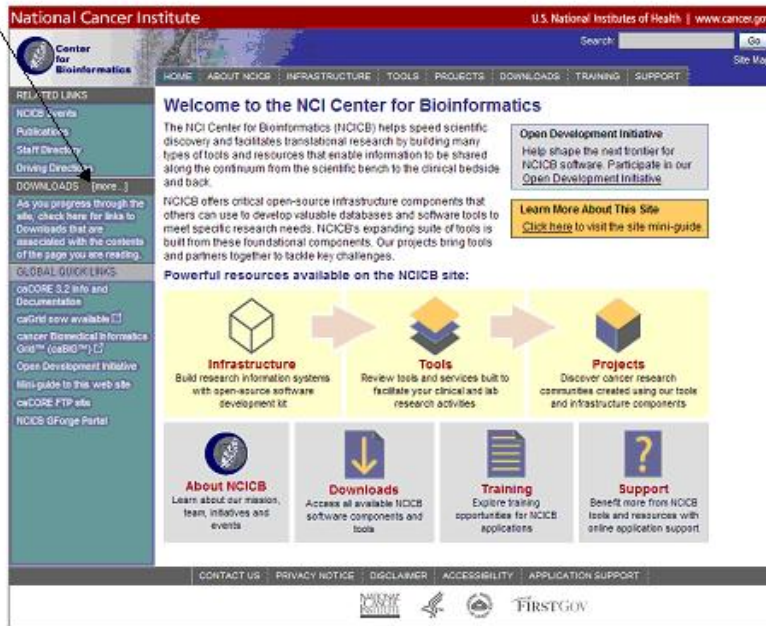 National Cancer Institute
U.S. National Institutes of Health | www.cancer.gov
Center
for
Bioinformatics
Search:
Go
Site Map
HOME ABOUT NCICB INFRASTRUCTURE TOOLS PROJECTS DOWNLOADS TRAINING SUPPORT
RELATED LINKS
NCICB Events
Publications
Staff Directory
Driving Directions
DOWNLOADS [more...]
As you progress through the
site, check here for links to
Downloads that are
associated with the contents
of the page you are reading.
GLOBAL QUICK LINKS
caCORE 3.2 Info and
Documentation
caGrid now available
cancer Biomedical Informatics
Grid™ (caBIG™)
Open Development Initiative
Mini-guide to this web site
caCORE FTP site
NCICB GForge Portal
Welcome to the NCI Center for Bioinformatics
The NCI Center for Bioinformatics (NCICB) helps speed scientific
discovery and facilitates translational research by building many
types of tools and resources that enable information to be shared
along the continuum from the scientific bench to the clinical bedside
and back.
NCICB offers critical open-source infrastructure components that
others can use to develop valuable databases and software tools to
meet specific research needs. NCICB's expanding suite of tools is
built from these foundational components. Our projects bring tools
and partners together to tackle key challenges.
Open Development Initiative
Help shape the next frontier for
NCICB software. Participate in our
Open Development Initiative
Learn More About This Site
Click here to visit the site mini-guide.
Powerful resources available on the NCICB site:
Infrastructure
Build research information systems
with open-source software
development kit
Tools
Review tools and services built to
facilitate your clinical and lab
research activities
Projects
Discover cancer research
communities created using our tools
and infrastructure components
About NCICB
Learn about our mission,
team, initiatives and
events
Downloads
Access all available NCICB
software components and
tools
Training
Explore training
opportunities for NCICB
applications
Support
Benefit more from NCICB
tools and resources with
online application support
CONTACT US PRIVACY NOTICE DISCLAIMER ACCESSIBILITY APPLICATION SUPPORT
NATIONAL
CANCER
INSTITUTE
FIRSTGOV